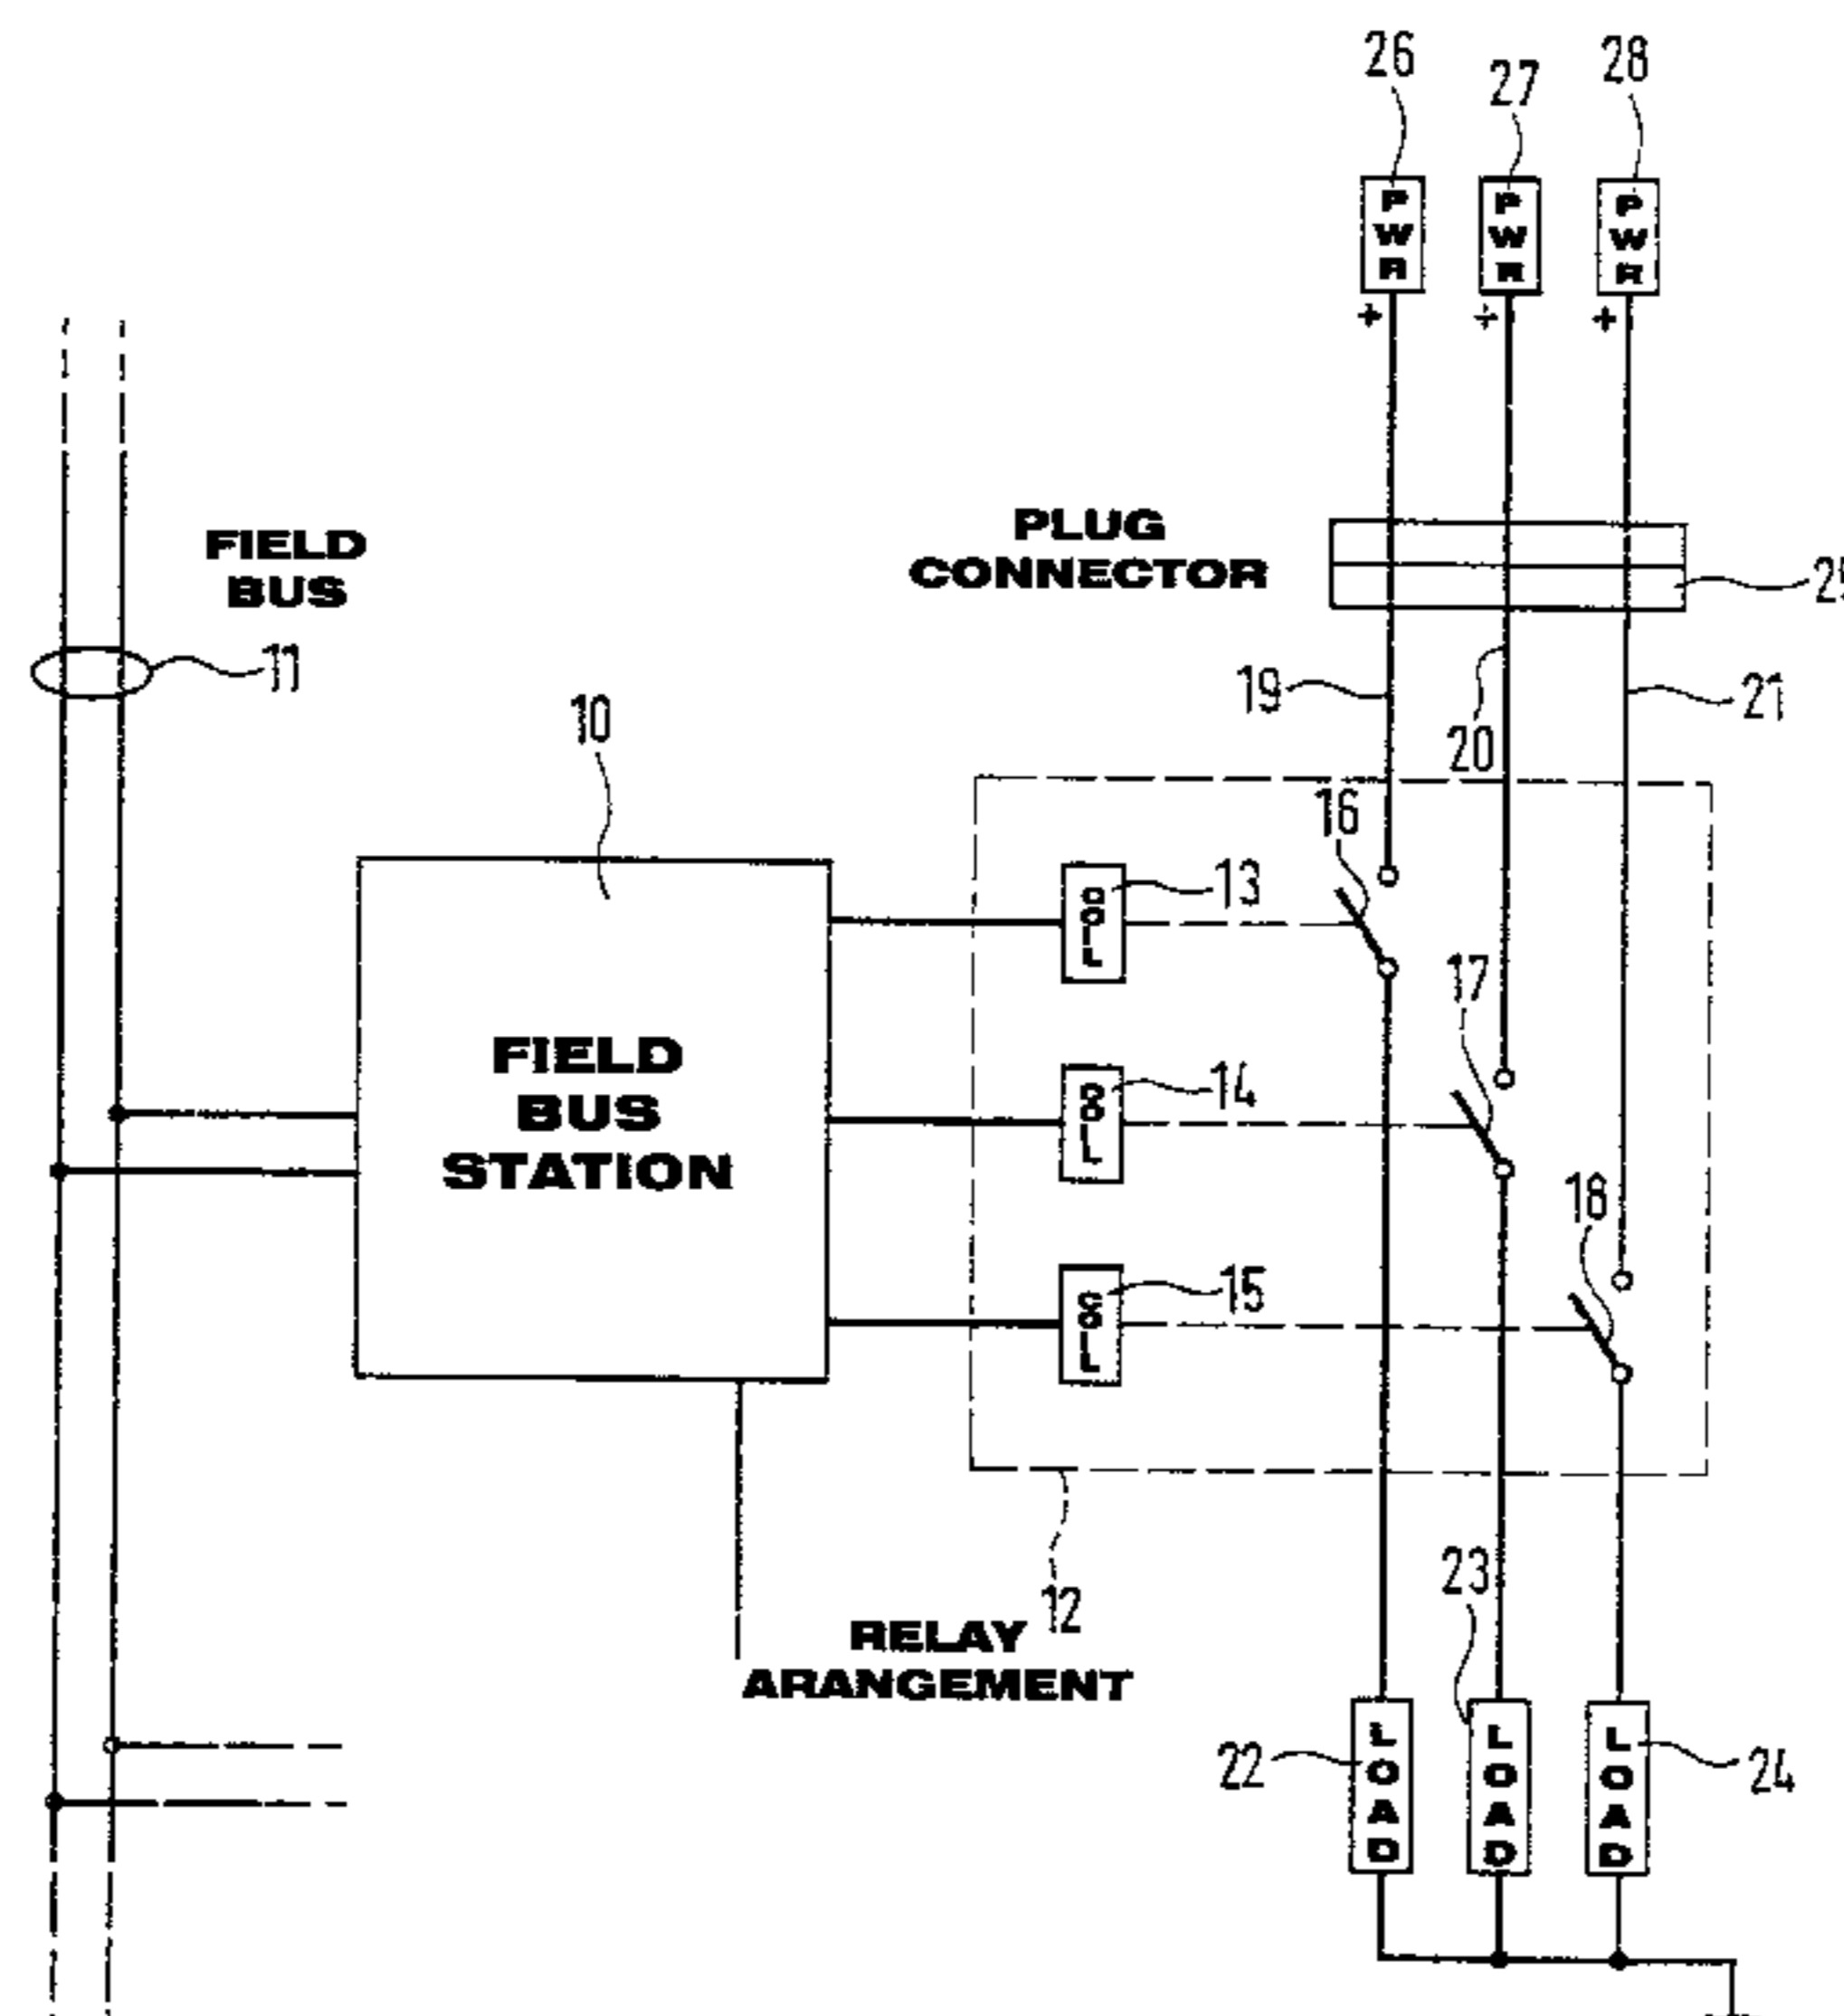 26
27
28
PWR
PWR
PWR
+
+
+
FIELD
BUS
PLUG
CONNECTOR
11
19
20
21
10
16
13
17
14
18
15
COIL
COIL
COIL
FIELD
BUS
STATION
12
RELAY
ARANGEMENT
23
22
24
LOAD
LOAD
LOAD